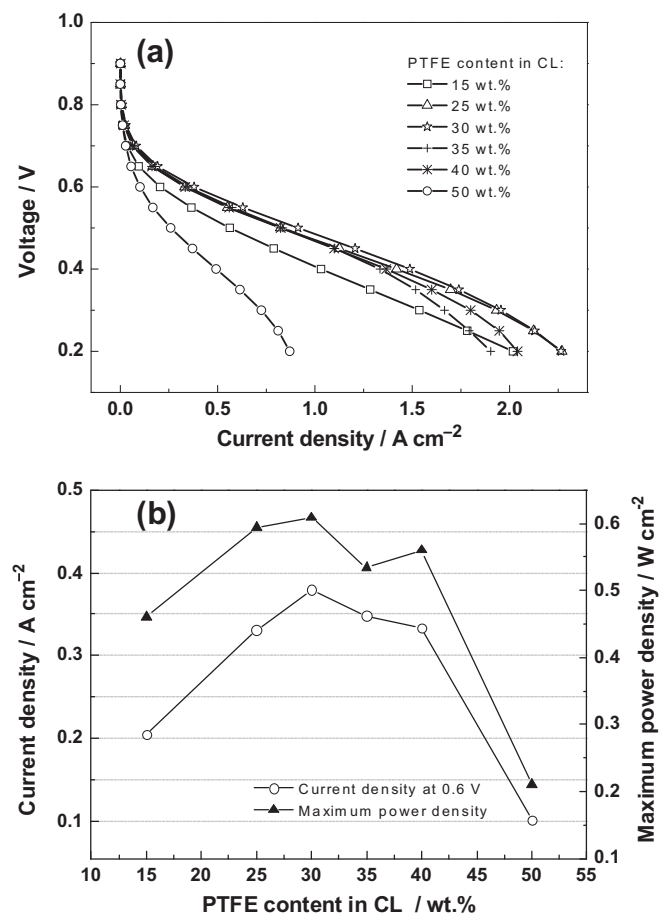 (a)
PTFE content in CL:
15 wt.%
25 wt.%
30 wt.%
35 wt.%
40 wt.%
50 wt.%
Voltage / V
1.0
0.8
0.6
0.4
0.2
0.0 0.5 1.0 1.5 2.0
Current density / A cm⁻²
(b)
Current density / A cm⁻²
0.5
0.4
0.3
0.2
0.1
Maximum power density / W cm⁻²
0.6
0.5
0.4
0.3
0.2
0.1
Current density at 0.6 V
Maximum power density
10 15 20 25 30 35 40 45 50 55
PTFE content in CL / wt.%